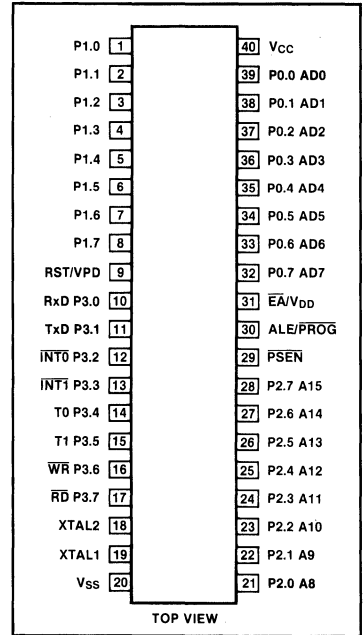 P1.0 1 40 VCC
P1.1 2 39 P0.0 AD0
P1.2 3 38 P0.1 AD1
P1.3 4 37 P0.2 AD2
P1.4 5 36 P0.3 AD3
P1.5 6 35 P0.4 AD4
P1.6 7 34 P0.5 AD5
P1.7 8 33 P0.6 AD6
RST/VPD 9 32 P0.7 AD7
RxD P3.0 10 31 E̅A̅/VDD
TxD P3.1 11 30 ALE/P̅R̅O̅G̅
I̅N̅T̅0̅ P3.2 12 29 P̅S̅E̅N̅
I̅N̅T̅1̅ P3.3 13 28 P2.7 A15
T0 P3.4 14 27 P2.6 A14
T1 P3.5 15 26 P2.5 A13
W̅R̅ P3.6 16 25 P2.4 A12
R̅D̅ P3.7 17 24 P2.3 A11
XTAL2 18 23 P2.2 A10
XTAL1 19 22 P2.1 A9
VSS 20 21 P2.0 A8
TOP VIEW